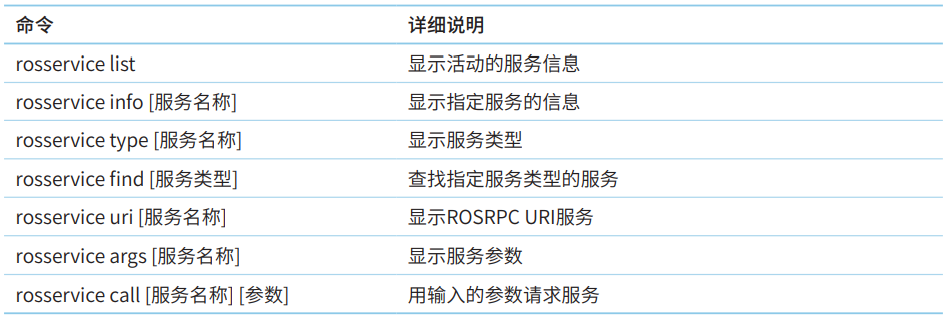 命令 详细说明
rosservice list 显示活动的服务信息
rosservice info [服务名称] 显示指定服务的信息
rosservice type [服务名称] 显示服务类型
rosservice find [服务类型] 查找指定服务类型的服务
rosservice uri [服务名称] 显示ROSRPC URI服务
rosservice args [服务名称] 显示服务参数
rosservice call [服务名称] [参数] 用输入的参数请求服务